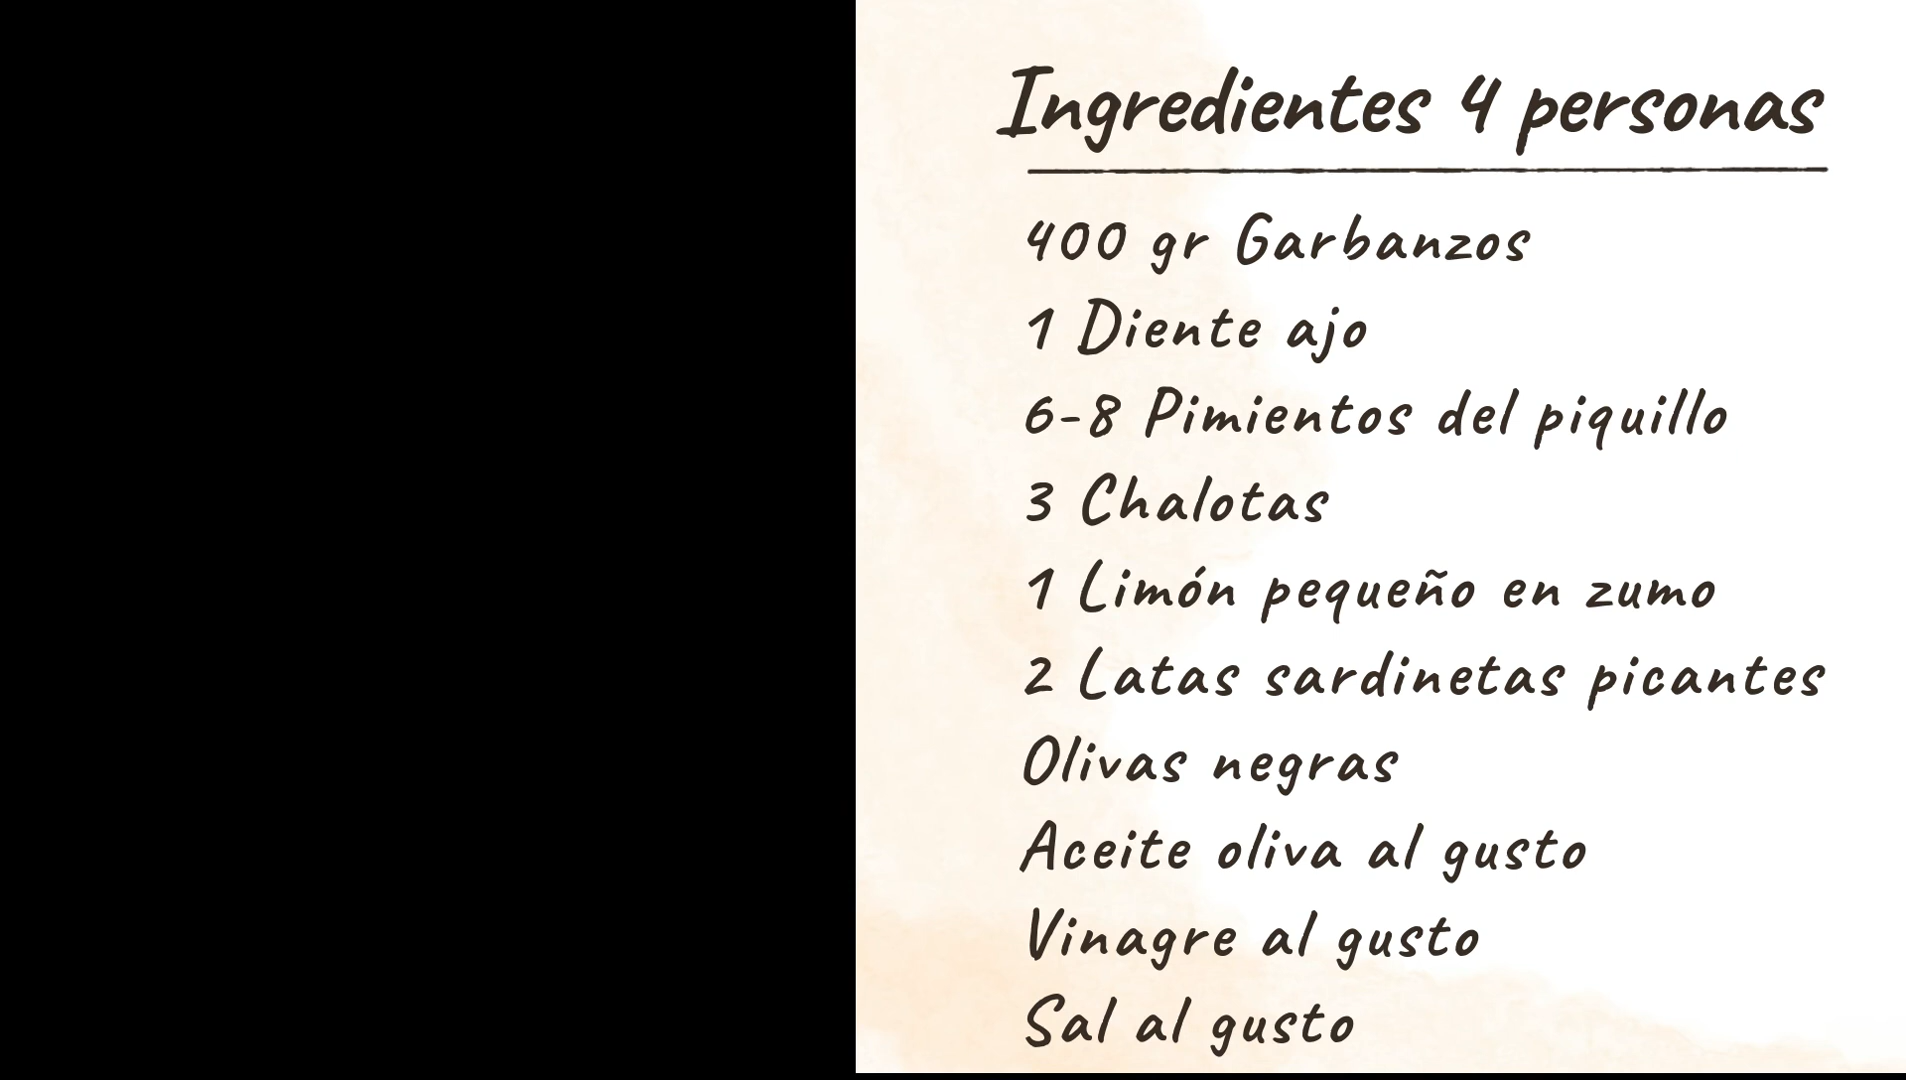 Ingredientes 4 personas
400 gr Garbanzos
1 Diente ajo
6-8 Pimientos del piquillo
3 Chalotas
1 Limón pequeño en zumo
2 Latas sardinetas picantes
Olivas negras
Aceite oliva al gusto
Vinagre al gusto
Sal al gusto